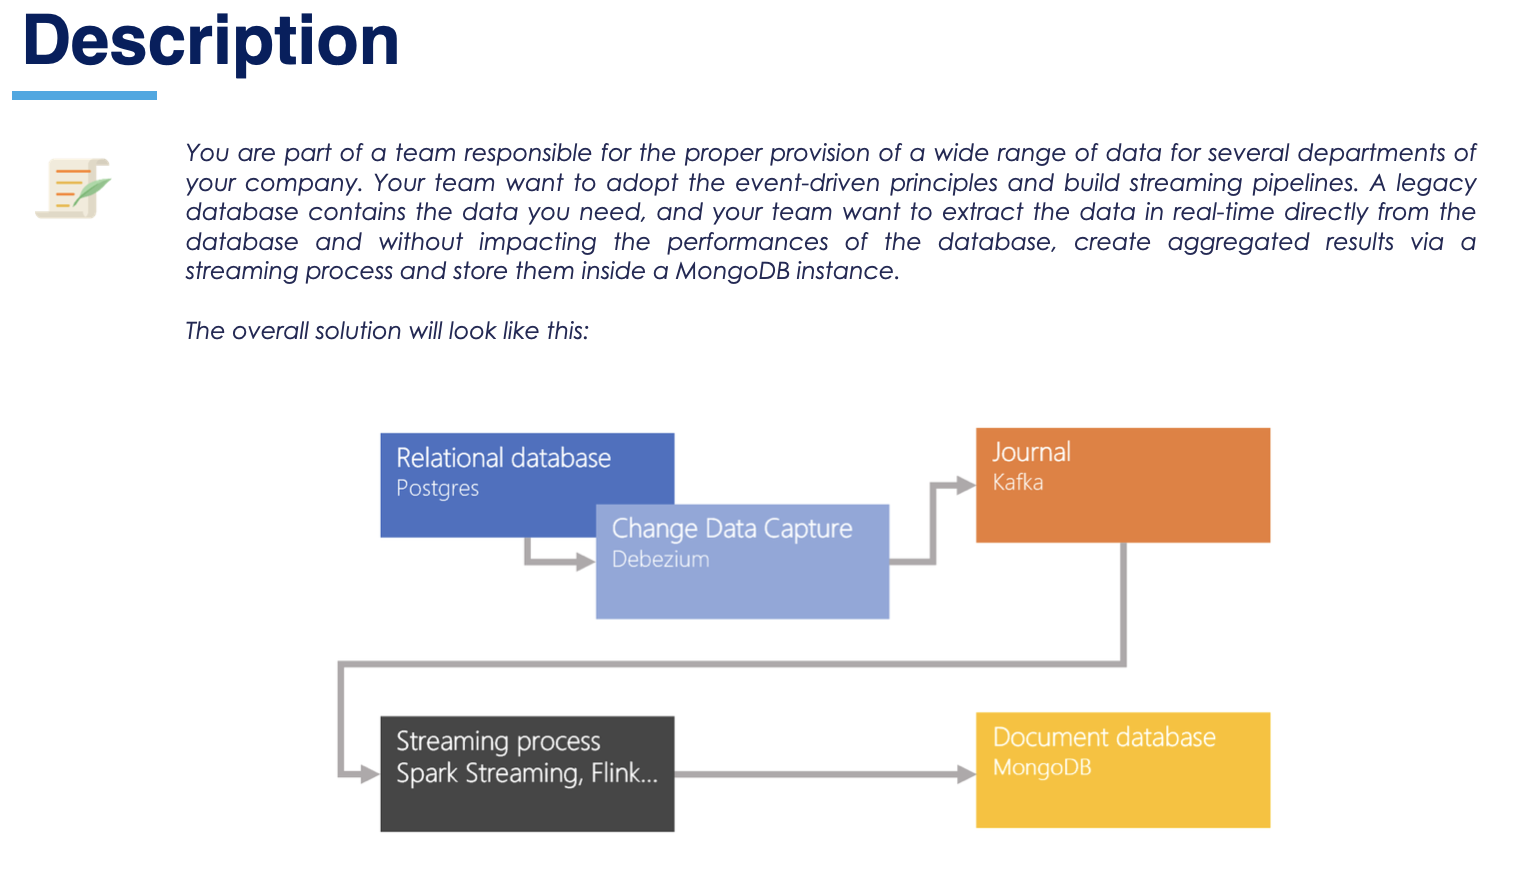 Description
You are part of a team responsible for the proper provision of a wide range of data for several departments of
your company. Your team want to adopt the event-driven principles and build streaming pipelines. A legacy
database contains the data you need, and your team want to extract the data in real-time directly from the
database and without impacting the performances of the database, create aggregated results via a
streaming process and store them inside a MongoDB instance.
The overall solution will look like this:
Relational database
Postgres
Change Data Capture
Debezium
Journal
Kafka
Streaming process
Spark Streaming, Flink...
Document database
MongoDB